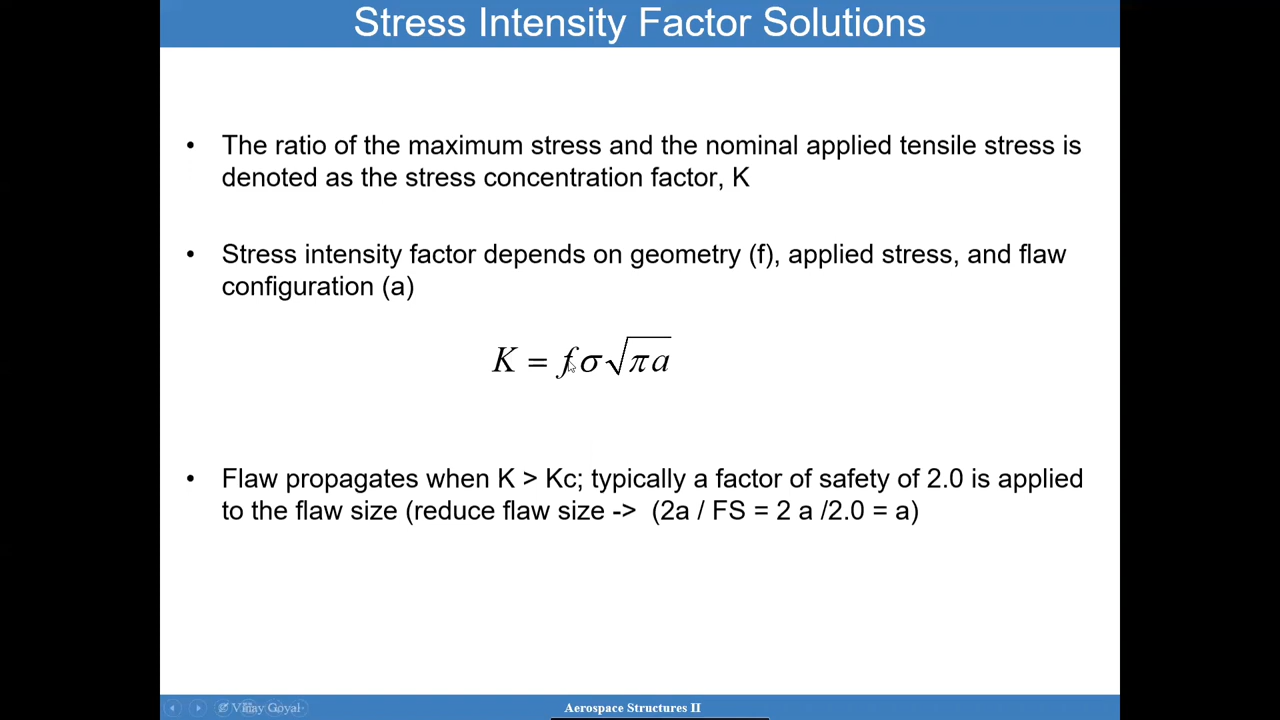 Stress Intensity Factor Solutions
• The ratio of the maximum stress and the nominal applied tensile stress is
denoted as the stress concentration factor, K
• Stress intensity factor depends on geometry (f), applied stress, and flaw
configuration (a)
K = fσ√πa
• Flaw propagates when K > Kc; typically a factor of safety of 2.0 is applied
to the flaw size (reduce flaw size -> (2a / FS = 2 a /2.0 = a)
Vinay Goyal
Aerospace Structures II